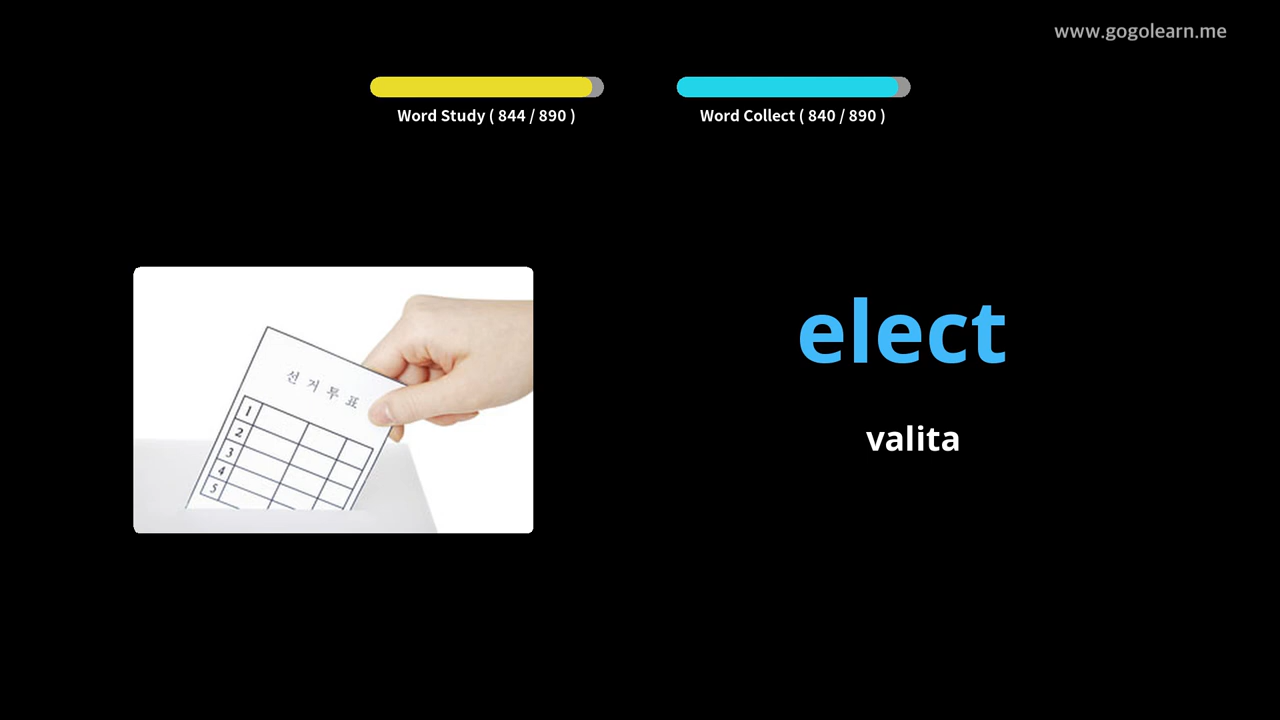 www.gogolearn.me
Word Study ( 844 / 890 )
Word Collect ( 840 / 890 )
선거투표
1
2
3
4
5
elect
valita